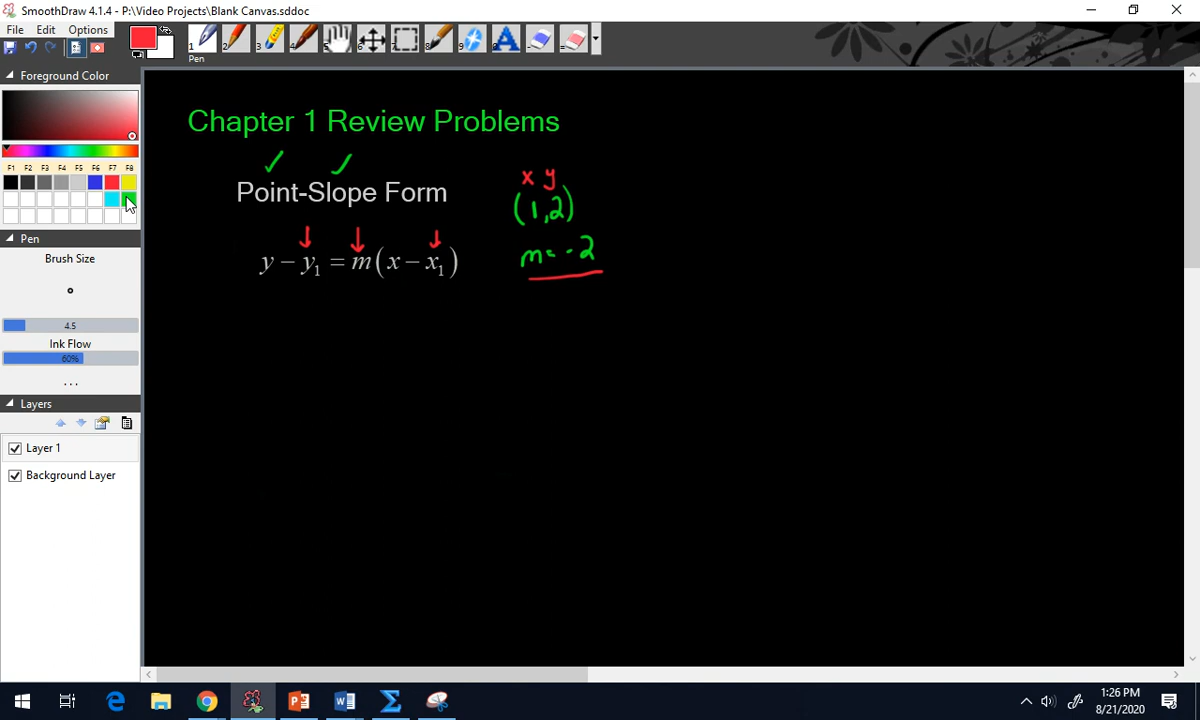 SmoothDraw 4.1.4 - P:\Video Projects\Blank Canvas.sddoc
File Edit Options
Pen
Foreground Color
F1 F2 F3 F4 F5 F6 F7 F8
Pen
Brush Size
4.5
Ink Flow
60%
...
Layers
Layer 1
Background Layer
Chapter 1 Review Problems
✓ ✓
Point-Slope Form
y − y₁ = m(x − x₁)
x y
(1,2)
m = -2
1:26 PM
8/21/2020